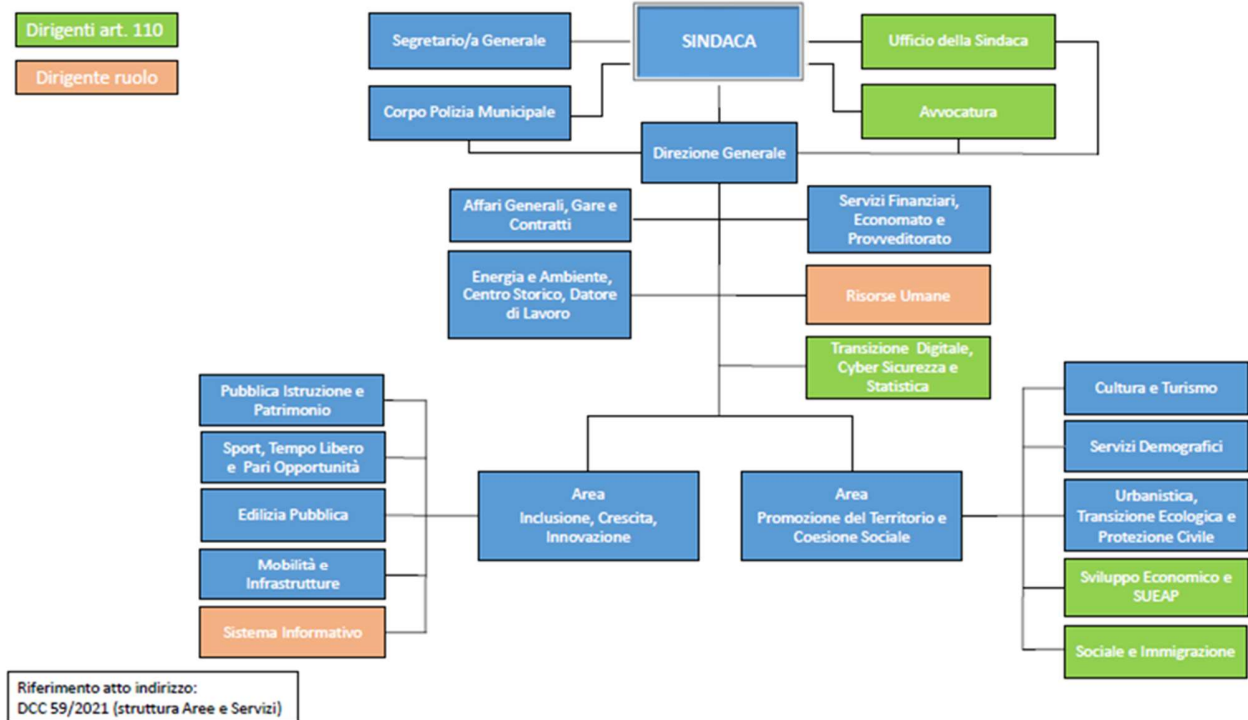 Dirigenti art. 110
Dirigente ruolo
Segretario/a Generale
SINDACA
Ufficio della Sindaca
Corpo Polizia Municipale
Avvocatura
Direzione Generale
Affari Generali, Gare e
Contratti
Servizi Finanziari,
Economato e
Provveditorato
Energia e Ambiente,
Centro Storico, Datore
di Lavoro
Risorse Umane
Transizione Digitale,
Cyber Sicurezza e
Statistica
Pubblica Istruzione e
Patrimonio
Sport, Tempo Libero
e Pari Opportunità
Edilizia Pubblica
Mobilità e
Infrastrutture
Sistema Informativo
Area
Inclusione, Crescita,
Innovazione
Area
Promozione del Territorio e
Coesione Sociale
Cultura e Turismo
Servizi Demografici
Urbanistica,
Transizione Ecologica e
Protezione Civile
Sviluppo Economico e
SUEAP
Sociale e Immigrazione
Riferimento atto indirizzo:
DCC 59/2021 (struttura Aree e Servizi)